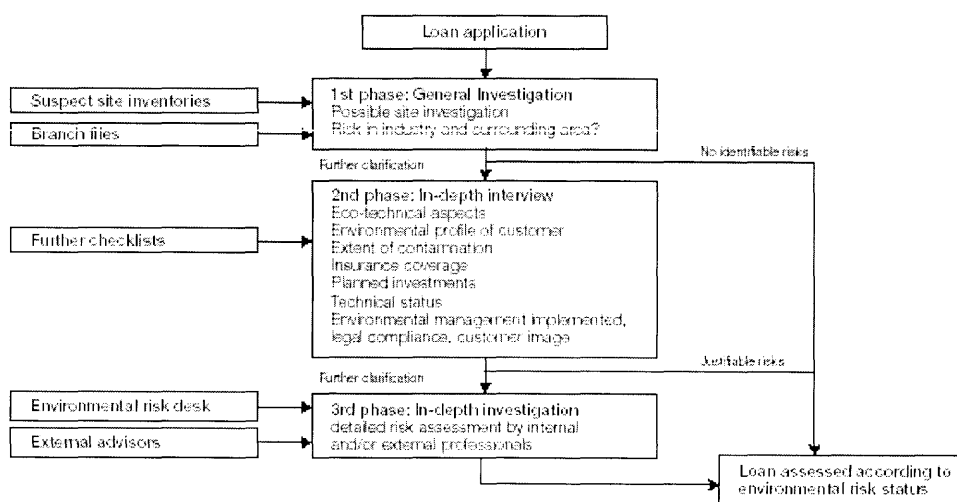 Loan application
Suspect site inventories
Branch files
1st phase: General Investigation
Possible site investigation
Risk in industry and surrounding area?
Further clarification
No identifiable risks
Further checklists
2nd phase: In-depth interview
Eco-technical aspects
Environmental profile of customer
Extent of contamination
Insurance coverage
Planned investments
Technical status
Environmental management implemented,
legal compliance, customer image
Further clarification
Justifiable risks
Environmental risk desk
External advisors
3rd phase: In-depth investigation
detailed risk assessment by internal
and/or external professionals
Loan assessed according to
environmental risk status